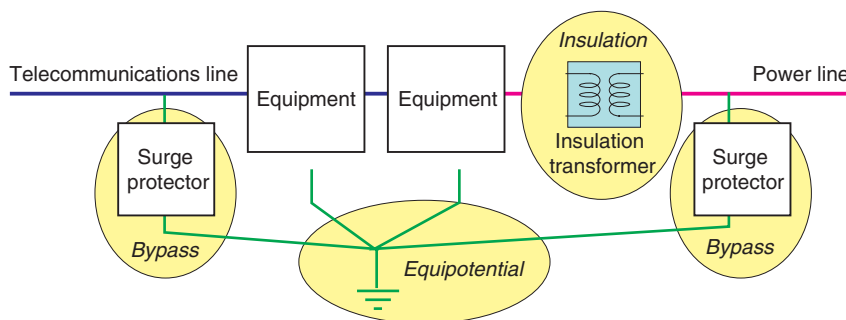 Insulation
Telecommunications line
Power line
Equipment
Equipment
Insulation
transformer
Surge
protector
Surge
protector
Bypass
Bypass
Equipotential